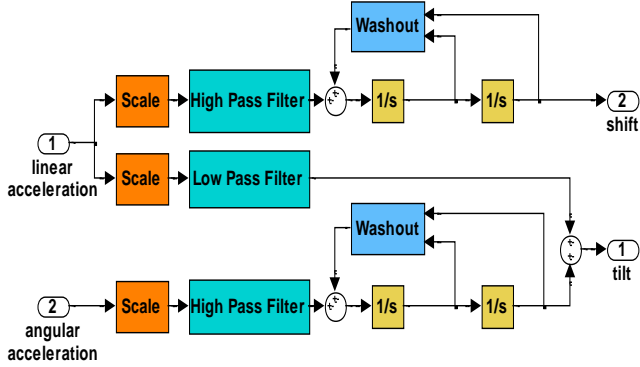 Washout
Scale
High Pass Filter
++
1/s
1/s
2
shift
1
linear
acceleration
Scale
Low Pass Filter
Washout
++
1
tilt
2
angular
acceleration
Scale
High Pass Filter
++
1/s
1/s